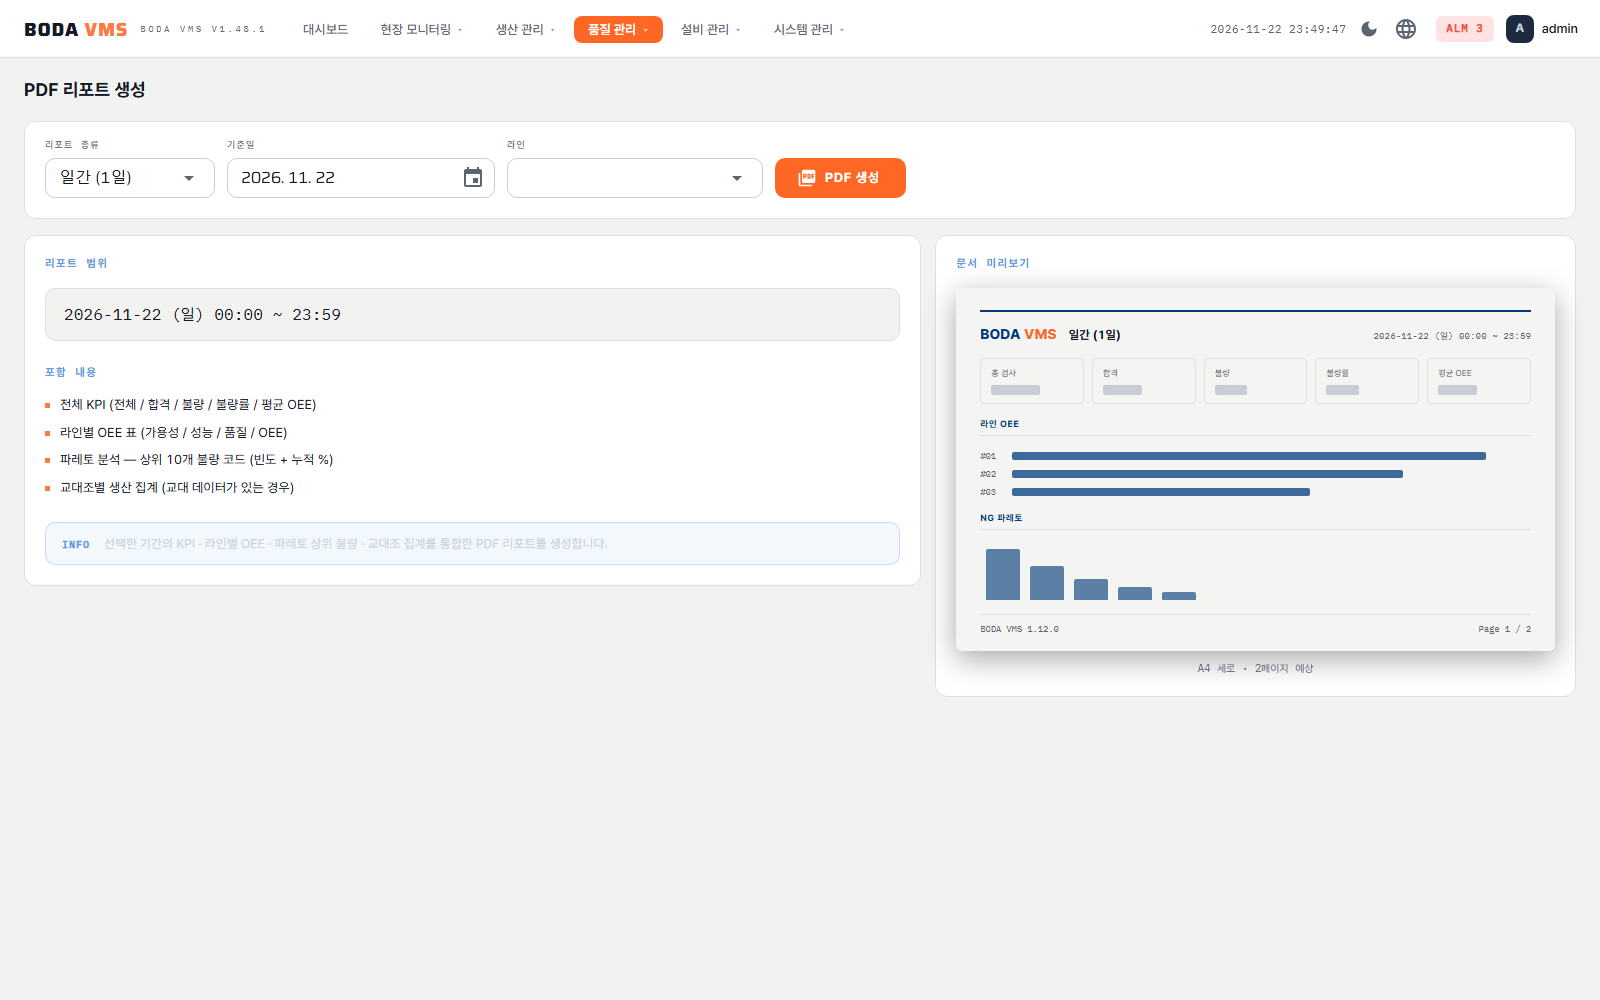 BODA VMS BODA VMS V1.48.1 대시보드 현장 모니터링 생산 관리 품질 관리 설비 관리 시스템 관리 2026-11-22 23:49:47 ALM 3 A admin
PDF 리포트 생성
리포트 종류 기준일 라인
일간 (1일) 2026. 11. 22 PDF PDF 생성
리포트 범위
2026-11-22 (일) 00:00 ~ 23:59
포함 내용
전체 KPI (전체 / 합격 / 불량 / 불량률 / 평균 OEE)
라인별 OEE 표 (가용성 / 성능 / 품질 / OEE)
파레토 분석 — 상위 10개 불량 코드 (빈도 + 누적 %)
교대조별 생산 집계 (교대 데이터가 있는 경우)
INFO 선택한 기간의 KPI · 라인별 OEE · 파레토 상위 불량 · 교대조 집계를 통합한 PDF 리포트를 생성합니다.
문서 미리보기
BODA VMS 일간 (1일) 2026-11-22 (일) 00:00 ~ 23:59
총 검사 합격 불량 불량률 평균 OEE
라인 OEE
#01
#02
#03
NG 파레토
BODA VMS 1.12.0 Page 1 / 2
A4 세로 · 2페이지 예상